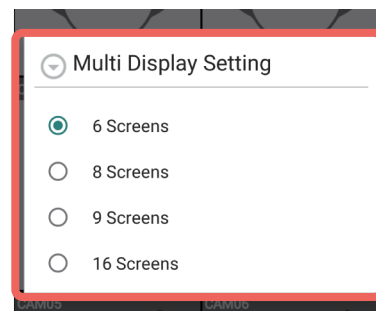 Multi Display Setting
6 Screens
8 Screens
9 Screens
16 Screens
CAM05 CAM06